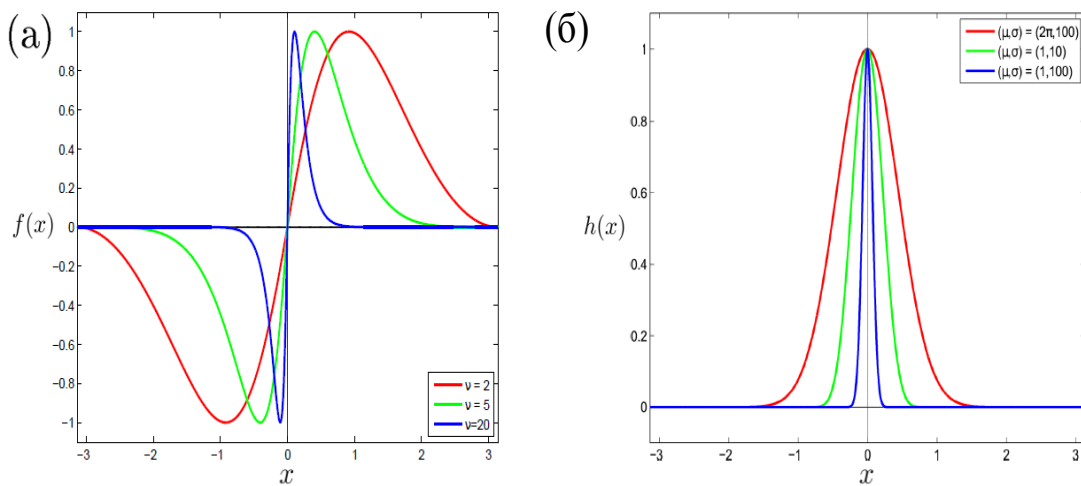 (а)
1
0.8
0.6
0.4
0.2
0
−0.2
−0.4
−0.6
−0.8
−1
f(x)
−3
−2
−1
0
1
2
3
x
ν = 2
ν = 5
ν=20
(б)
(μ,σ) = (2π,100)
(μ,σ) = (1,10)
(μ,σ) = (1,100)
1
0.8
0.6
0.4
0.2
0
h(x)
−3
−2
−1
0
1
2
3
x